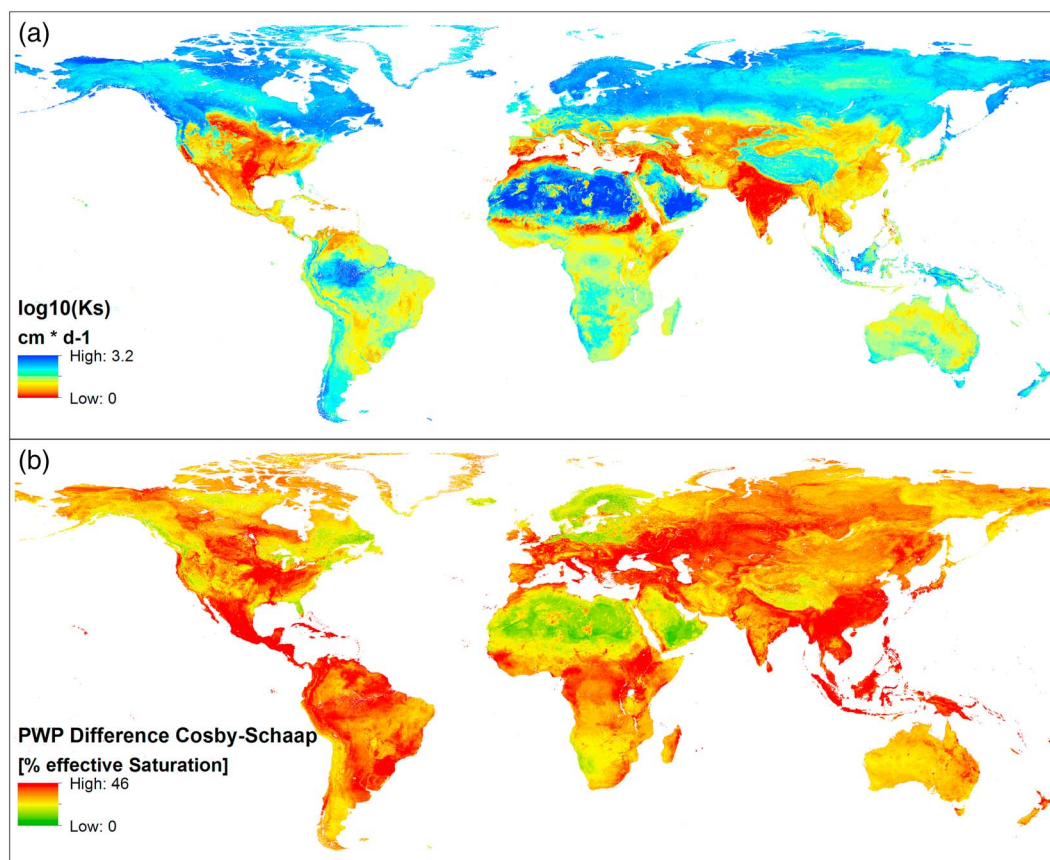 (a)
log10(Ks)
cm * d-1
High: 3.2
Low: 0
(b)
PWP Difference Cosby-Schaap
[% effective Saturation]
High: 46
Low: 0